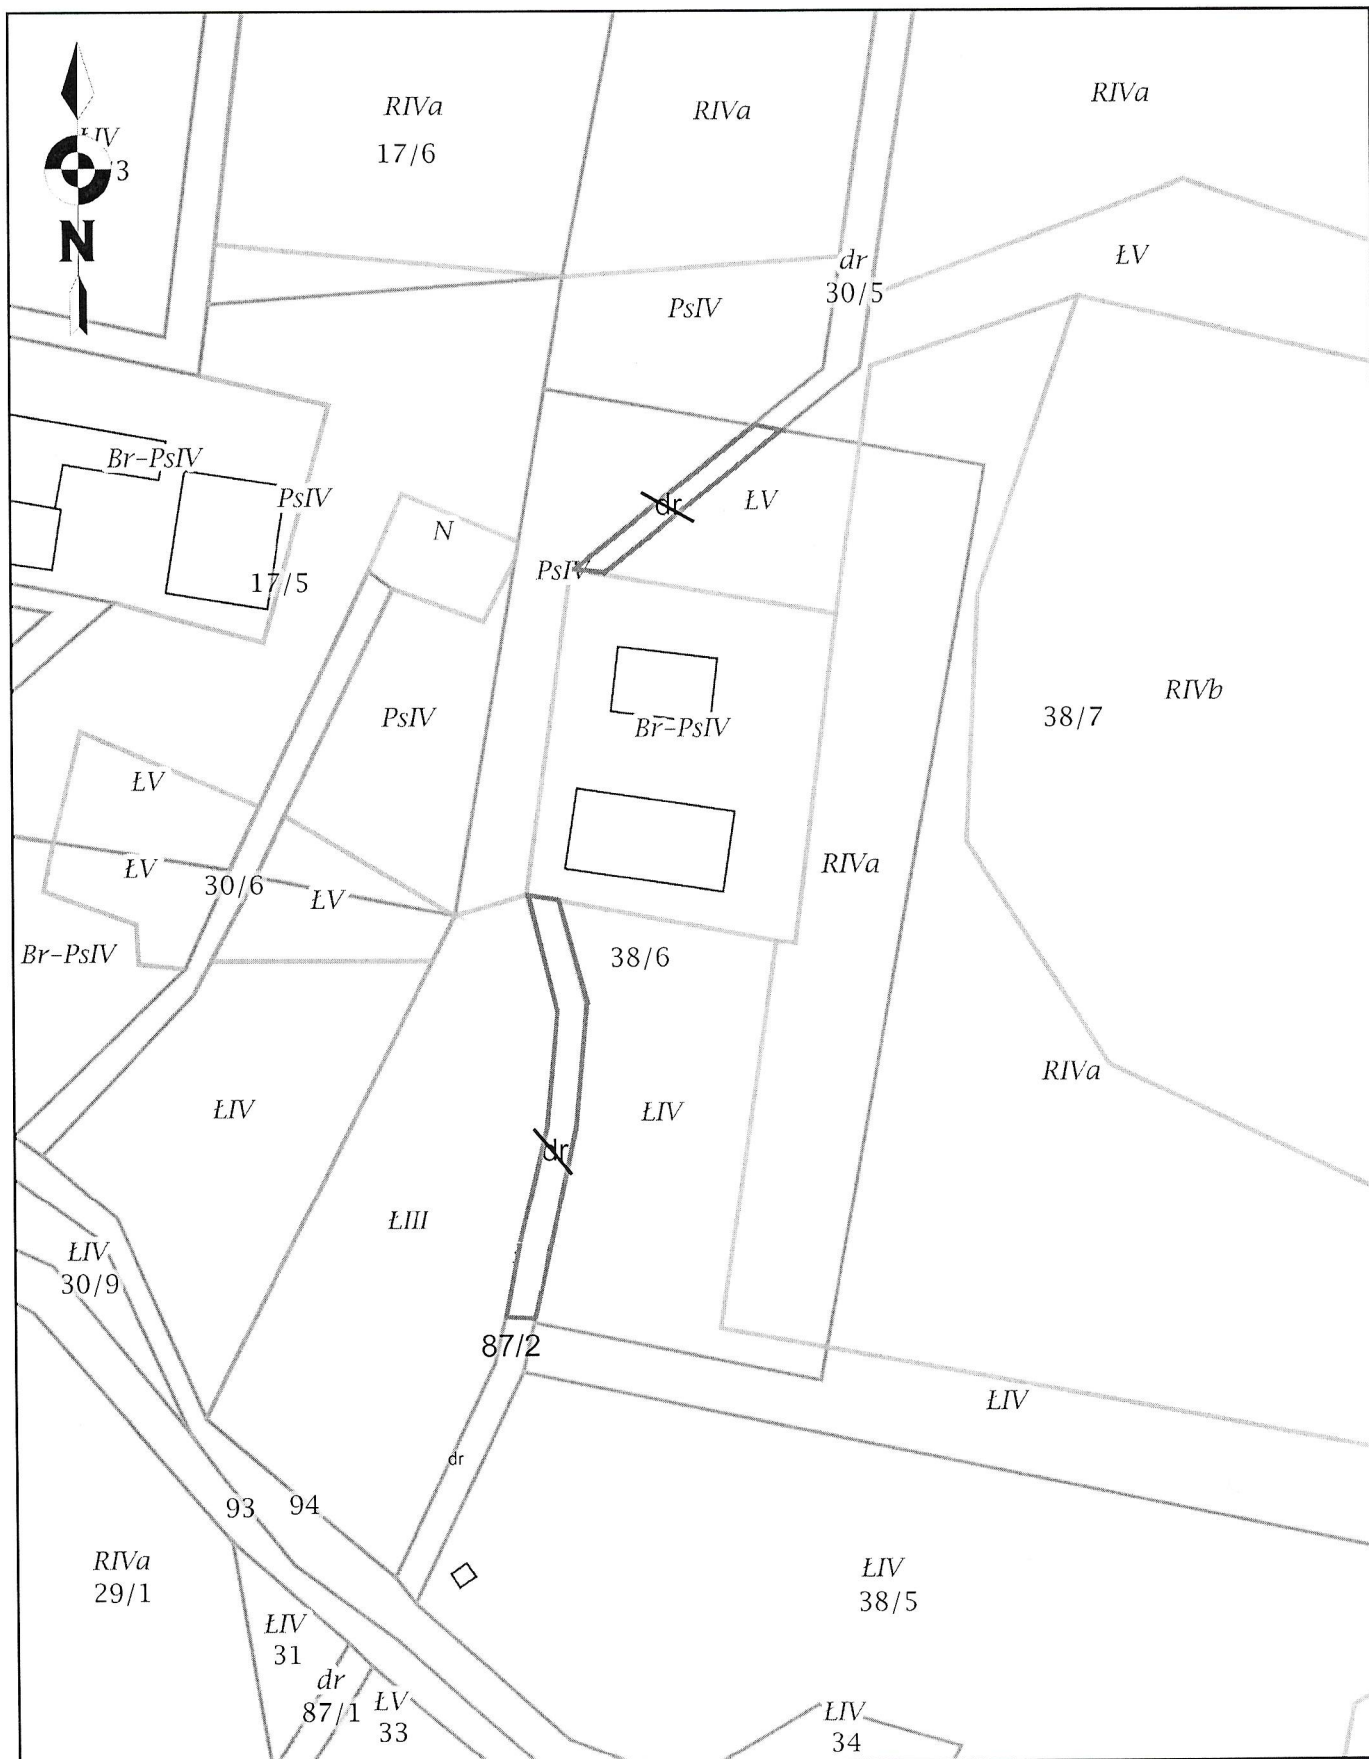 RIVa
17/6
RIVa
RIVa
ŁIV
/3
N
dr
30/5
ŁV
PsIV
Br-PsIV
PsIV
17/5
N
dr
ŁV
PsIV
PsIV
Br-PsIV
38/7
RIVb
ŁV
ŁV
30/6
ŁV
RIVa
Br-PsIV
38/6
ŁIV
ŁIV
RIVa
dr
ŁIII
ŁIV
30/9
87/2
ŁIV
dr
93
94
RIVa
29/1
ŁIV
38/5
ŁIV
31
dr
87/1
ŁV
33
ŁIV
34